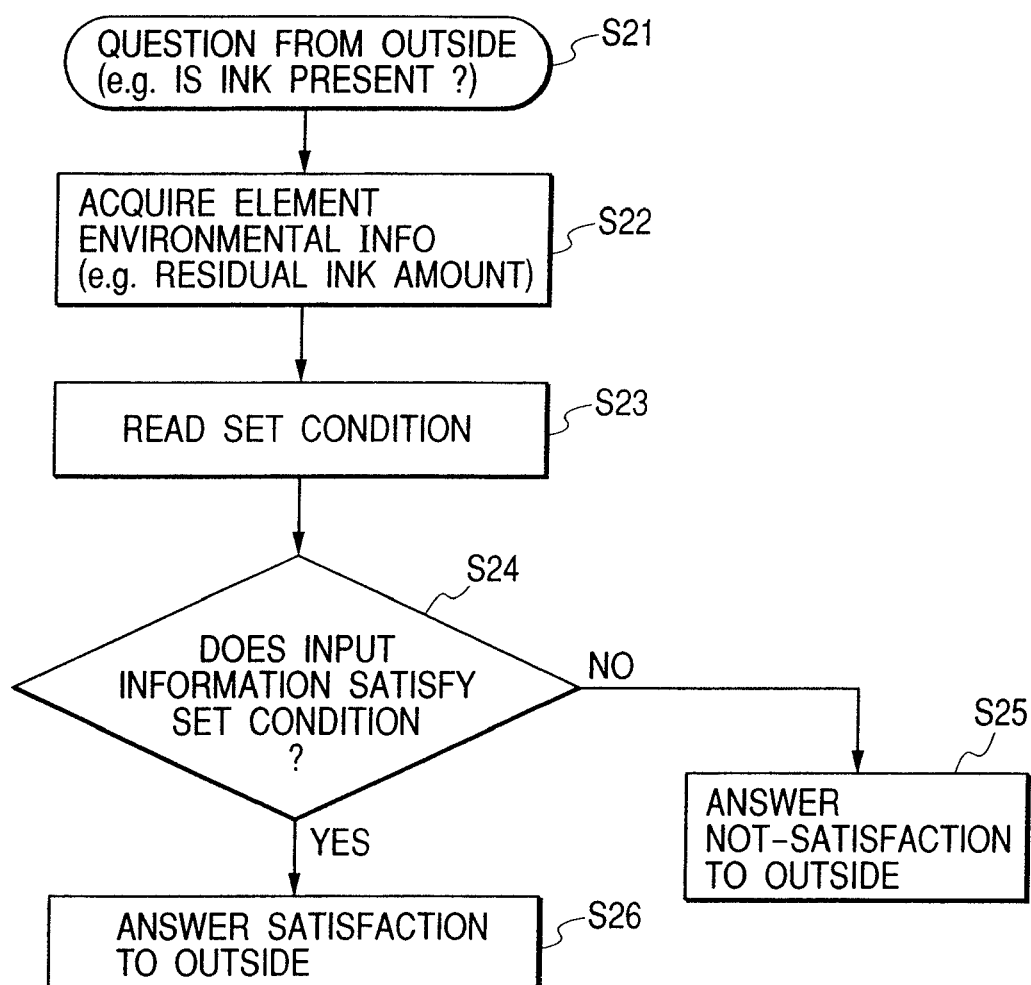 QUESTION FROM OUTSIDE
(e.g. IS INK PRESENT ?)
S21
ACQUIRE ELEMENT
ENVIRONMENTAL INFO
(e.g. RESIDUAL INK AMOUNT)
S22
READ SET CONDITION
S23
S24
DOES INPUT
INFORMATION SATISFY
SET CONDITION
?
NO
YES
S25
ANSWER
NOT-SATISFACTION
TO OUTSIDE
ANSWER SATISFACTION
TO OUTSIDE
S26